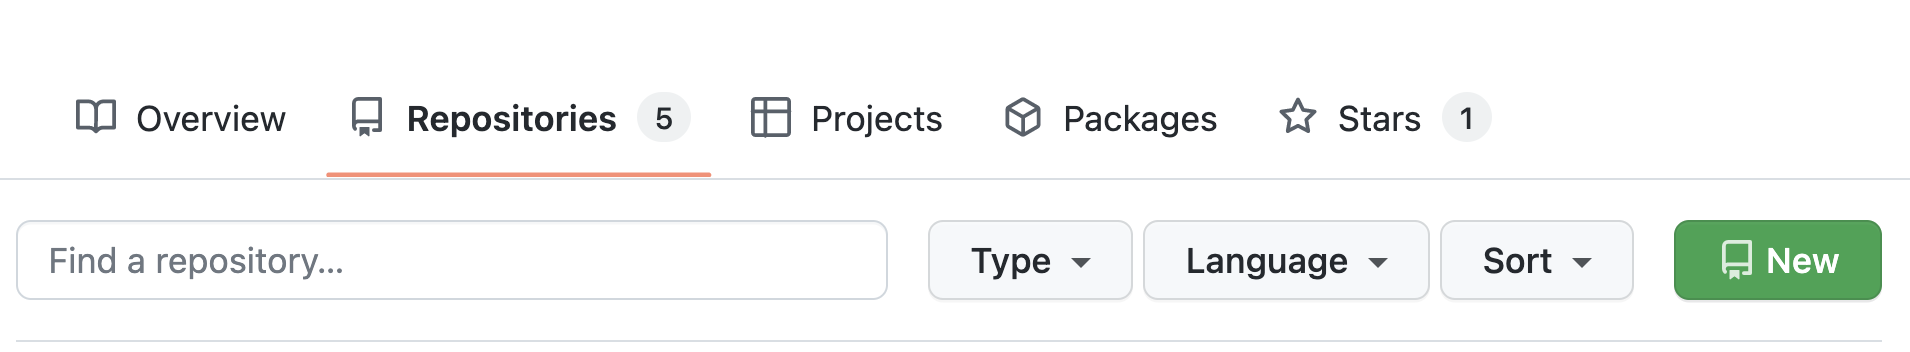 Overview Repositories 5 Projects Packages Stars 1
Find a repository... Type Language Sort New